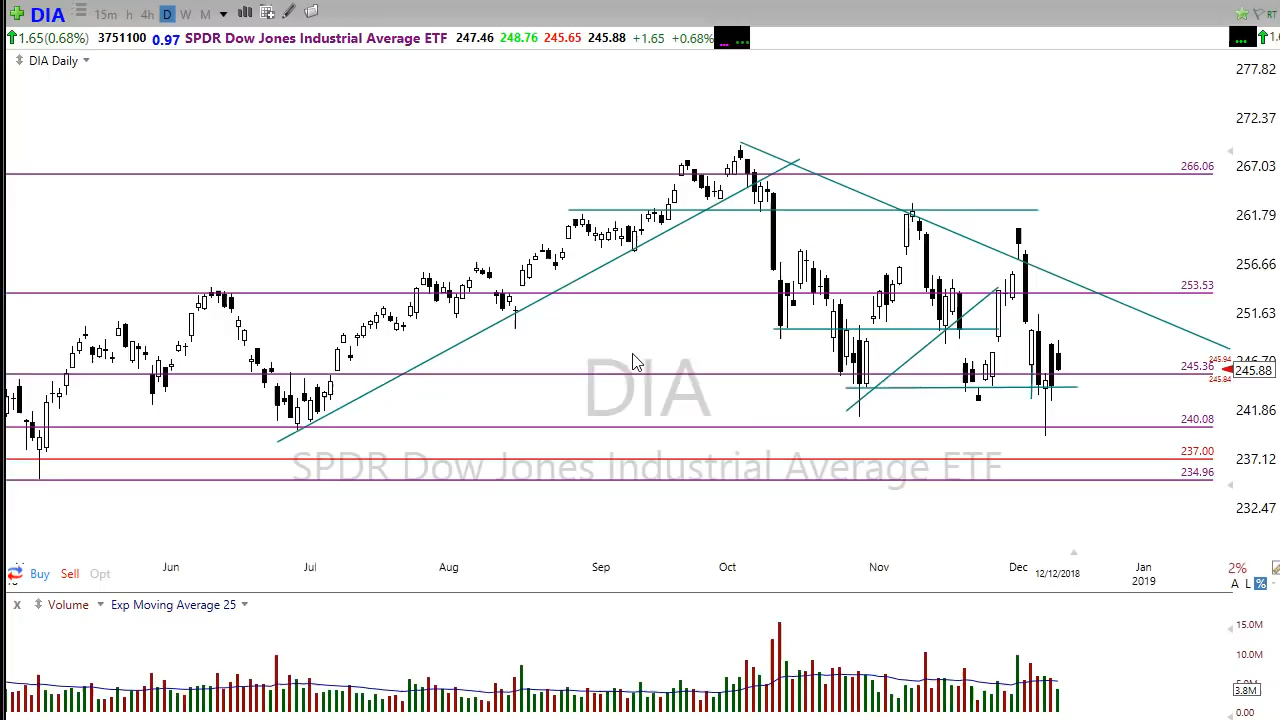 DIA 15m h 4h D W M RT
1.65(0.68%) 3751100 0.97 SPDR Dow Jones Industrial Average ETF 247.46 248.76 245.65 245.88 +1.65 +0.68%
DIA Daily
277.82
272.37
266.06 267.03
261.79
256.66
253.53
251.63
245.94
245.36 245.88
245.84
241.86
240.08
DIA
237.00
237.12
SPDR Dow Jones Industrial Average ETF
234.96
232.47
Jun Jul Aug Sep Oct Nov Dec 12/12/2018 Jan 2019
Buy Sell Opt 2%
A L %
x Volume Exp Moving Average 25
15.0M
10.0M
3.8M
0.00